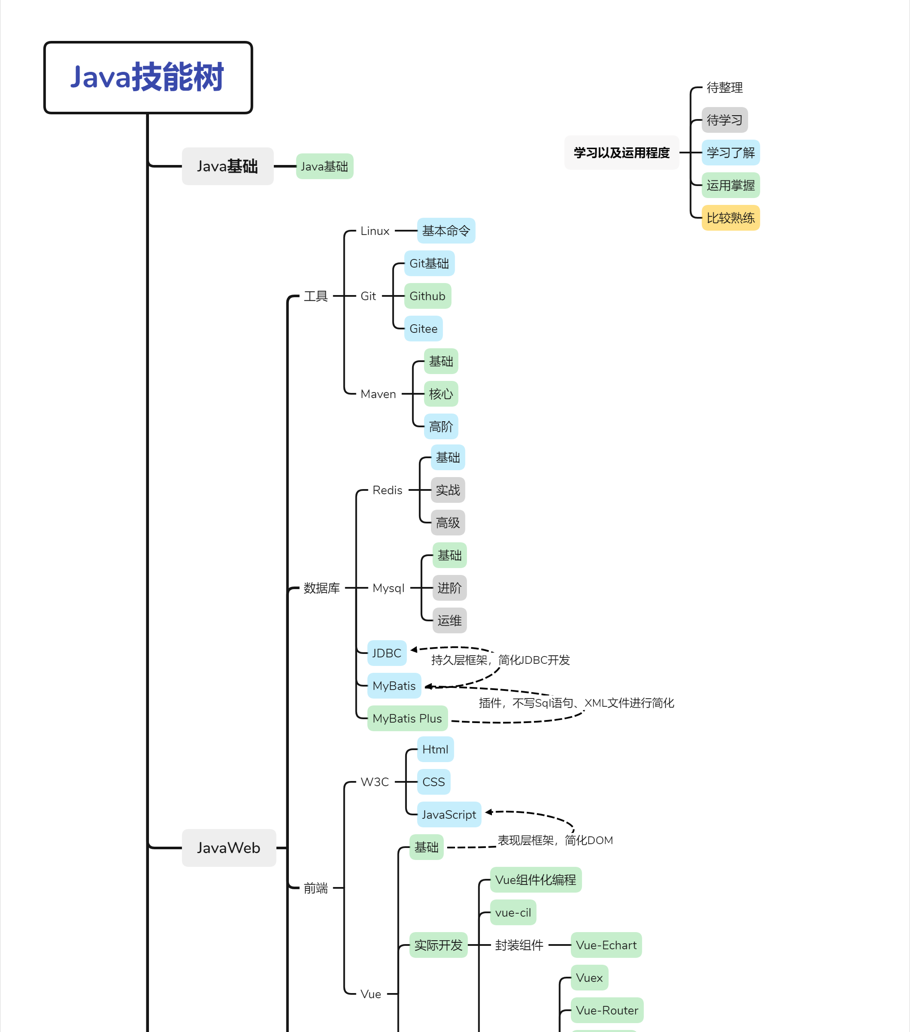 Java技能树
待整理
待学习
学习以及运用程度
学习了解
运用掌握
比较熟练
Java基础
Java基础
Linux
基本命令
Git基础
工具
Git
Github
Gitee
基础
Maven
核心
高阶
基础
Redis
实战
高级
基础
数据库
Mysql
进阶
运维
JDBC
持久层框架，简化JDBC开发
MyBatis
插件，不写Sql语句、XML文件进行简化
MyBatis Plus
Html
W3C
CSS
JavaScript
表现层框架，简化DOM
JavaWeb
基础
前端
Vue组件化编程
vue-cil
实际开发
封装组件
Vue-Echart
Vuex
Vue
Vue-Router